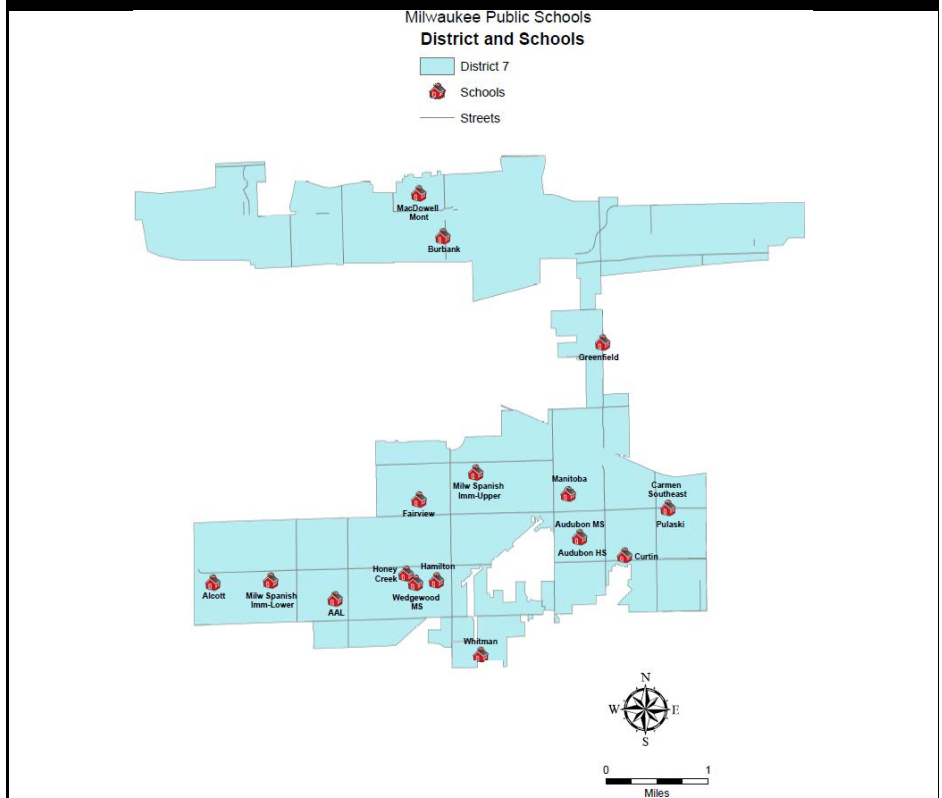 Milwaukee Public Schools
District and Schools
District 7
Schools
Streets
MacDowell
Mont
Burbank
Greenfield
Milw Spanish
Imm-Upper
Manitoba
Carmen
Southeast
Fairview
Pulaski
Audubon MS
Audubon HS
Curtin
Honey
Creek
Hamilton
Wedgewood
MS
Alcott
Milw Spanish
Imm-Lower
AAL
Whitman
N
W
E
S
0
1
Miles